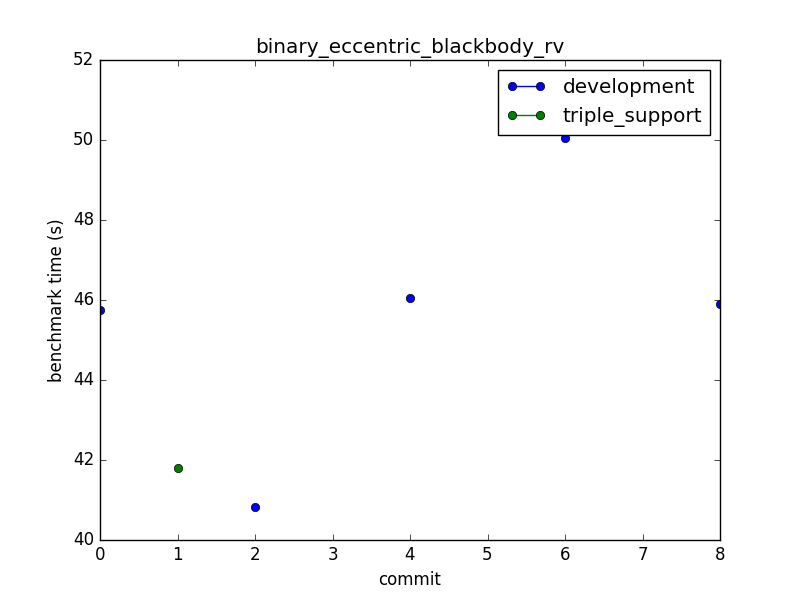 binary_eccentric_blackbody_rv
development
triple_support
52
50
48
46
44
42
40
benchmark time (s)
0 1 2 3 4 5 6 7 8
commit